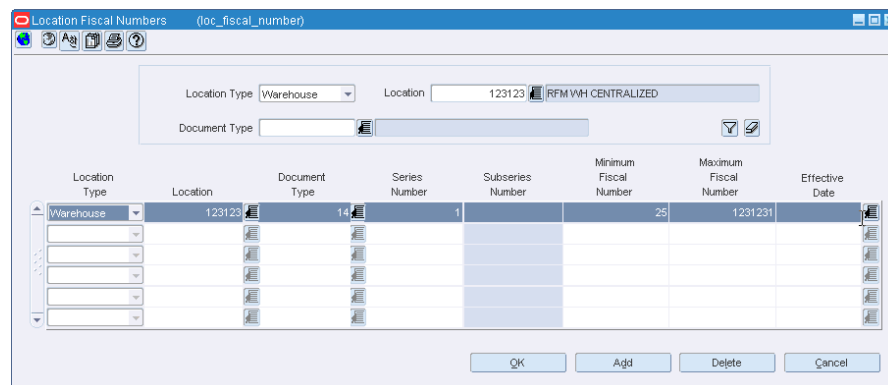 Location Fiscal Numbers (loc_fiscal_number)
Location Type Warehouse Location 123123 RFM WH CENTRALIZED
Document Type
Location Type Location Document Type Series Number Subseries Number Minimum Fiscal Number Maximum Fiscal Number Effective Date
Warehouse 123123 14 1 25 1231231
OK Add Delete Cancel